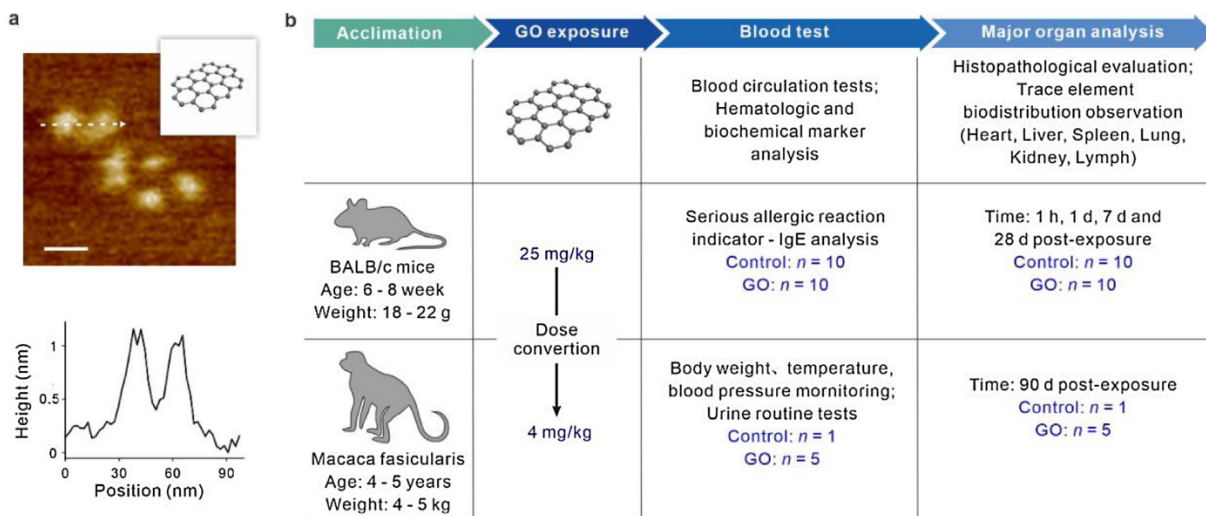 a
Height (nm)
1
0.5
0
0
30
60
90
Position (nm)
b
Acclimation
GO exposure
Blood test
Major organ analysis
Blood circulation tests;
Hematologic and
biochemical marker
analysis
Histopathological evaluation;
Trace element
biodistribution observation
(Heart, Liver, Spleen, Lung,
Kidney, Lymph)
BALB/c mice
Age: 6 - 8 week
Weight: 18 - 22 g
25 mg/kg
Dose
convertion
4 mg/kg
Serious allergic reaction
indicator - IgE analysis
Control: n = 10
GO: n = 10
Time: 1 h, 1 d, 7 d and
28 d post-exposure
Control: n = 10
GO: n = 10
Macaca fasicularis
Age: 4 - 5 years
Weight: 4 - 5 kg
Body weight、temperature,
blood pressure mornitoring;
Urine routine tests
Control: n = 1
GO: n = 5
Time: 90 d post-exposure
Control: n = 1
GO: n = 5